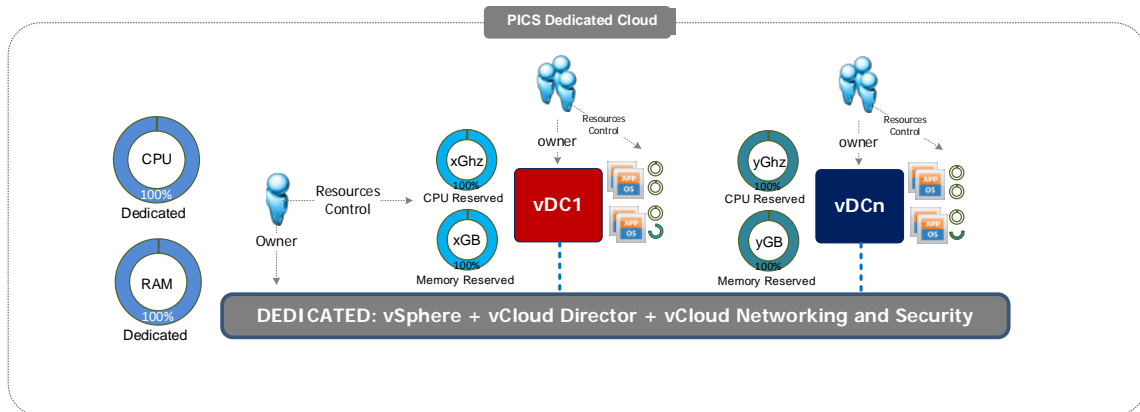 PICS Dedicated Cloud
CPU
100%
Dedicated
RAM
100%
Dedicated
Resources
Control
Owner
xGhz
100%
CPU Reserved
xGB
100%
Memory Reserved
owner
Resources
Control
vDC1
APP
OS
APP
OS
yGhz
100%
CPU Reserved
yGB
100%
Memory Reserved
owner
Resources
Control
vDCn
APP
OS
APP
OS
DEDICATED: vSphere + vCloud Director + vCloud Networking and Security